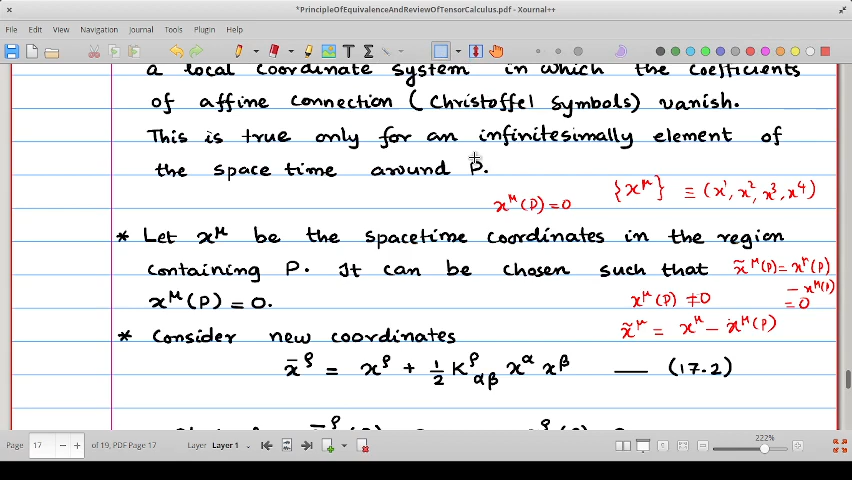 *PrincipleOfEquivalenceAndReviewOfTensorCalculus.pdf - Xournal++
File Edit View Navigation Journal Tools Plugin Help
a local coordinate system in which the coefficients
of affine connection (Christoffel symbols) vanish.
This is true only for an infinitesimally element of
the space time around P.
x^μ(P)=0 {x^μ} ≡ (x^1, x^2, x^3, x^4)
* Let x^μ be the spacetime coordinates in the region
containing P. It can be chosen such that
x̃^μ(P) = x^μ(P) - x^μ(P) = 0
x^μ(P) = 0.
x^μ(P) ≠ 0
x̃^μ = x^μ - x^μ(P)
* Consider new coordinates
x̄^ρ = x^ρ + 1/2 K^ρ_αβ x^α x^β —— (17.2)
Page 17 of 19, PDF Page 17 Layer Layer 1 222%